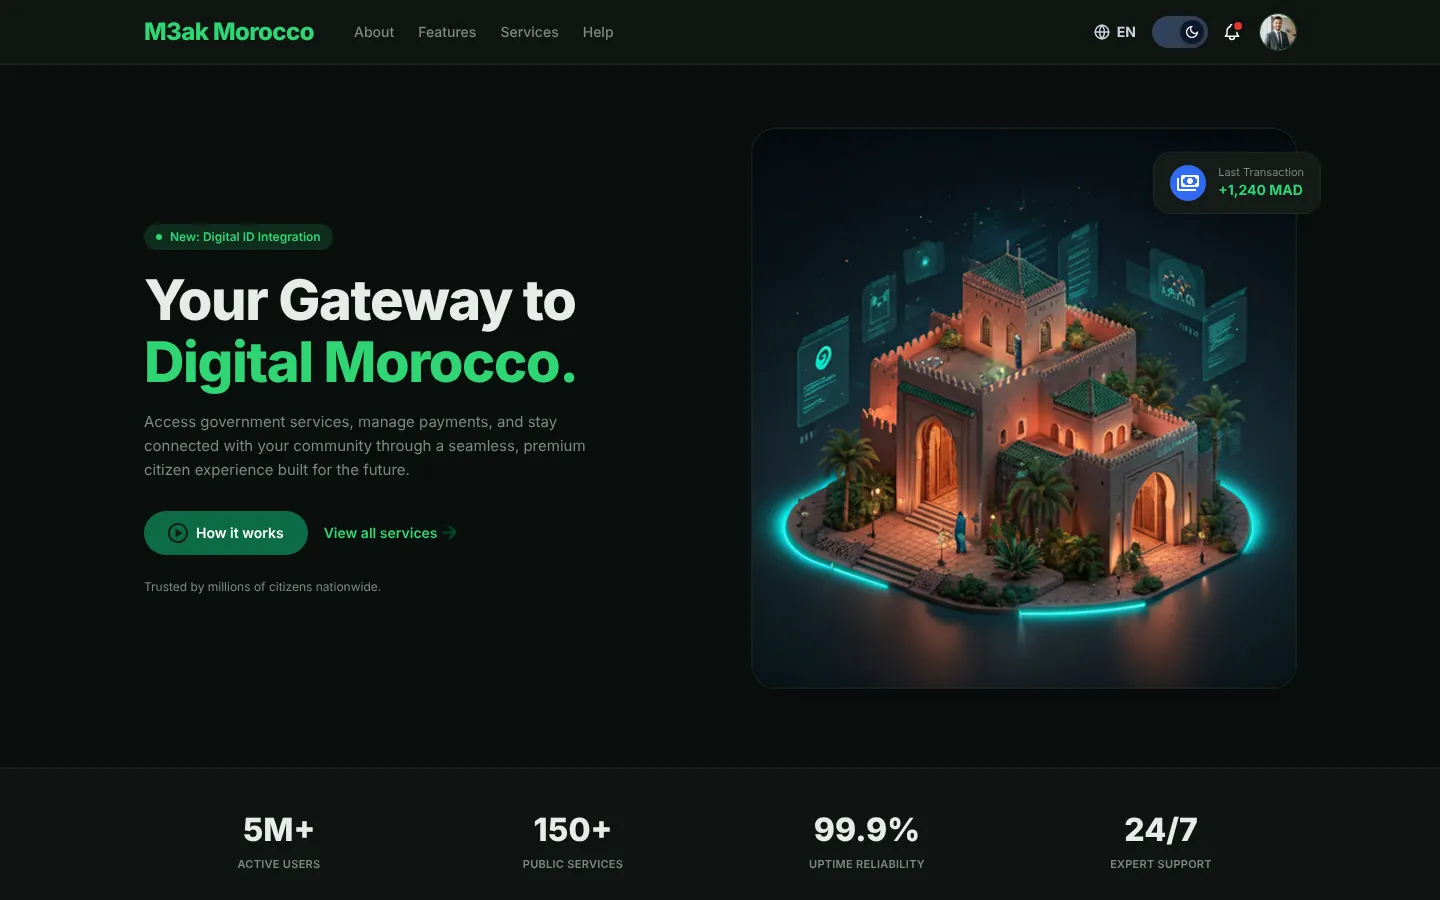 M3ak Morocco
About
Features
Services
Help
EN
Last Transaction
+1,240 MAD
New: Digital ID Integration
Your Gateway to
Digital Morocco.
Access government services, manage payments, and stay
connected with your community through a seamless, premium
citizen experience built for the future.
How it works
View all services
Trusted by millions of citizens nationwide.
5M+
ACTIVE USERS
150+
PUBLIC SERVICES
99.9%
UPTIME RELIABILITY
24/7
EXPERT SUPPORT